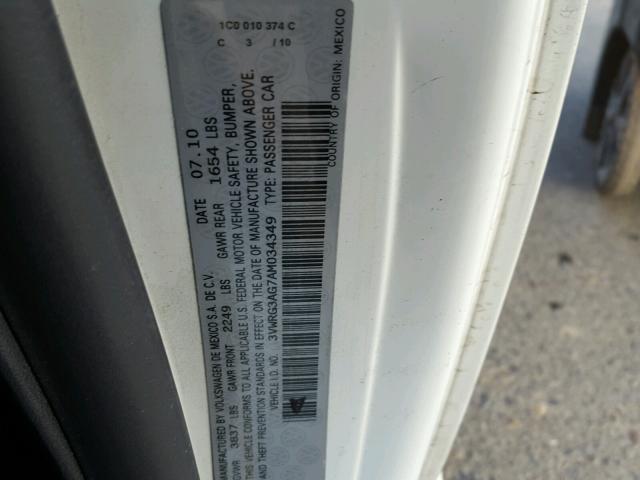 1C0 010 374 C
C 3 /10
MANUFACTURED BY VOLKSWAGEN DE MEXICO S.A. DE C.V. DATE 07.10
GVWR 3837 LBS GAWR FRONT 2249 LBS GAWR REAR 1654 LBS
THIS VEHICLE CONFORMS TO ALL APPLICABLE U.S. FEDERAL MOTOR VEHICLE SAFETY, BUMPER,
AND THEFT PREVENTION STANDARDS IN EFFECT ON THE DATE OF MANUFACTURE SHOWN ABOVE.
VEHICLE I.D. NO. 3VWRG3AG7AM034349 TYPE: PASSENGER CAR
COUNTRY OF ORIGIN: MEXICO